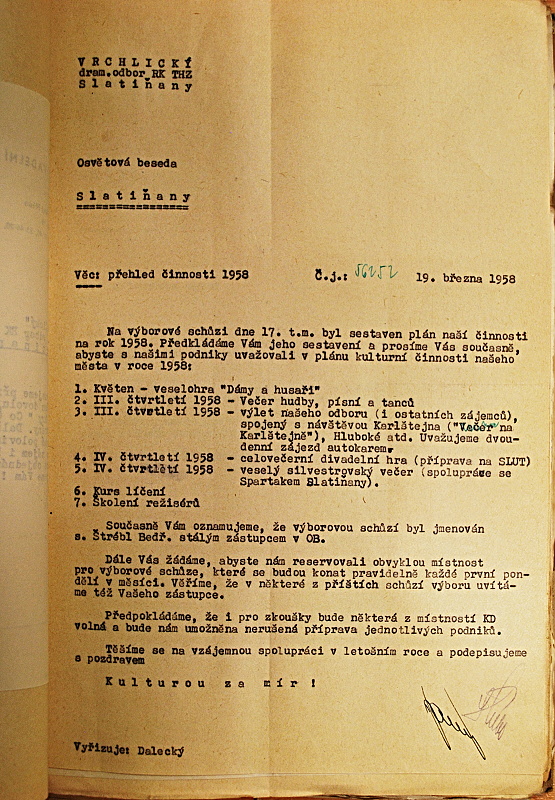 VRCHLICKÝ
dram.odbor RK THZ
Slatiňany
Osvětová beseda
Slatiňany
Věc: přehled činnosti 1958 Č.j.: 19. března 1958
Na výborové schůzi dne 17. t.m. byl sestaven plán naší činnosti
na rok 1958. Předkládáme Vám jeho sestavení a prosíme Vás současně,
abyste s našimi podniky uvažovali v plánu kulturní činnosti našeho
města v roce 1958:
1. Květen - veselohra "Dámy a husaři"
2. III. čtvrtletí 1958 - Večer hudby, písní a tanců
3. III. čtvrtletí 1958 - výlet našeho odboru (i ostatních zájemců),
spojený s návštěvou Karlštejna ("Večer na
Karlštejně"), Hluboké atd. Uvažujeme dvou-
denní zájezd autokarem.
4. IV. čtvrtletí 1958 - celovečerní divadelní hra (příprava na SLUT)
5. IV. čtvrtlětí 1958 - veselý silvestrovský večer (spolupráce se
Spartakem Slatiňany).
6. Kurs líčení
7. Školení režisérů
Současně Vám oznamujeme, že výborovou schůzí byl jmenován
s. Štrébl Bedř. stálým zástupcem v OB.
Dále Vás žádáme, abyste nám reservovali obvyklou místnost
pro výborové schůze, které se budou konat pravidelně každé první pon-
dělí v měsíci. Věříme, že v některé z příštích schůzí výboru uvítá-
me též Vašeho zástupce.
Předpokládáme, že i pro zkoušky bude některá z místností KD
volná a bude nám umožněna nerušená příprava jednotlivých podniků.
Těšíme se na vzájemnou spolupráci v letošním roce a podepisujeme
s pozdravem
Kulturou za mír!
Vyřizuje: Dalecký